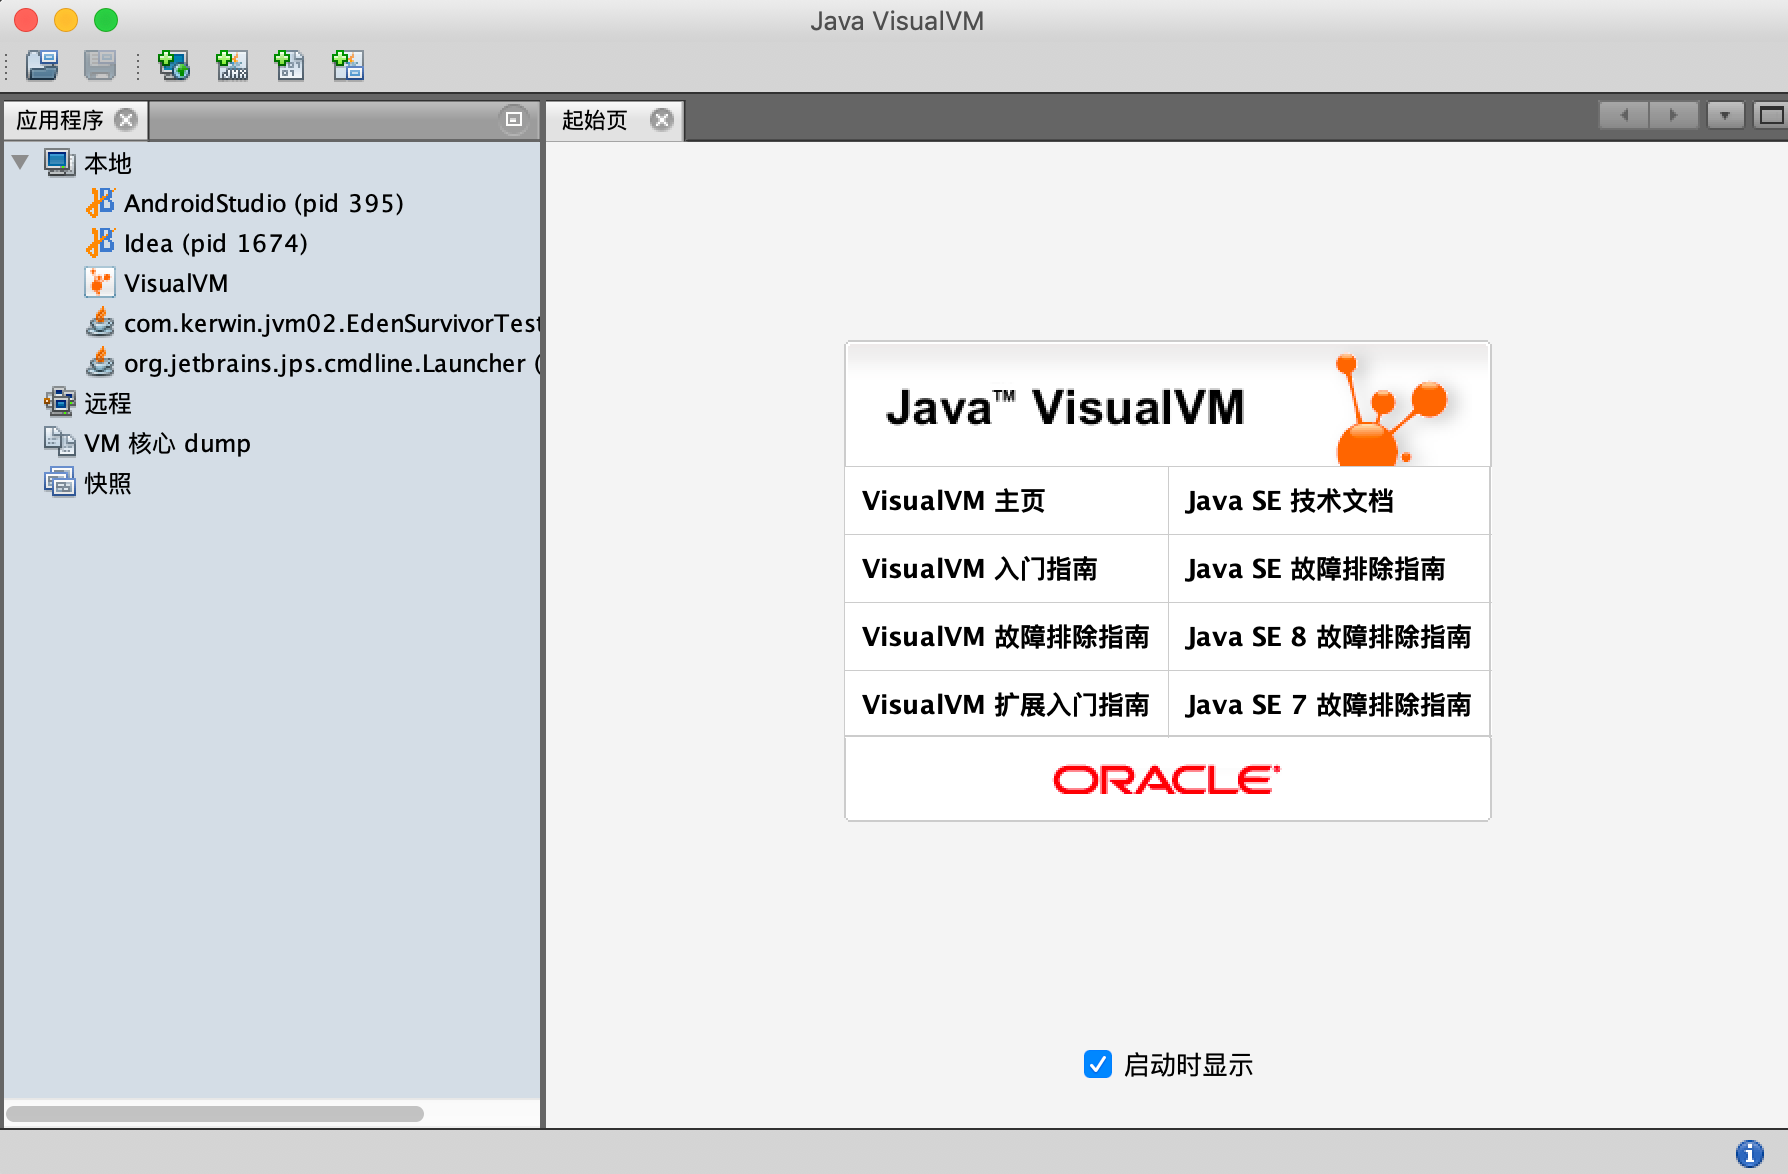 Java VisualVM
JMX
应用程序
起始页
本地
AndroidStudio (pid 395)
Idea (pid 1674)
VisualVM
com.kerwin.jvm02.EdenSurvivorTest
org.jetbrains.jps.cmdline.Launcher (
远程
VM 核心 dump
快照
Java™ VisualVM
VisualVM 主页
Java SE 技术文档
VisualVM 入门指南
Java SE 故障排除指南
VisualVM 故障排除指南
Java SE 8 故障排除指南
VisualVM 扩展入门指南
Java SE 7 故障排除指南
ORACLE
启动时显示